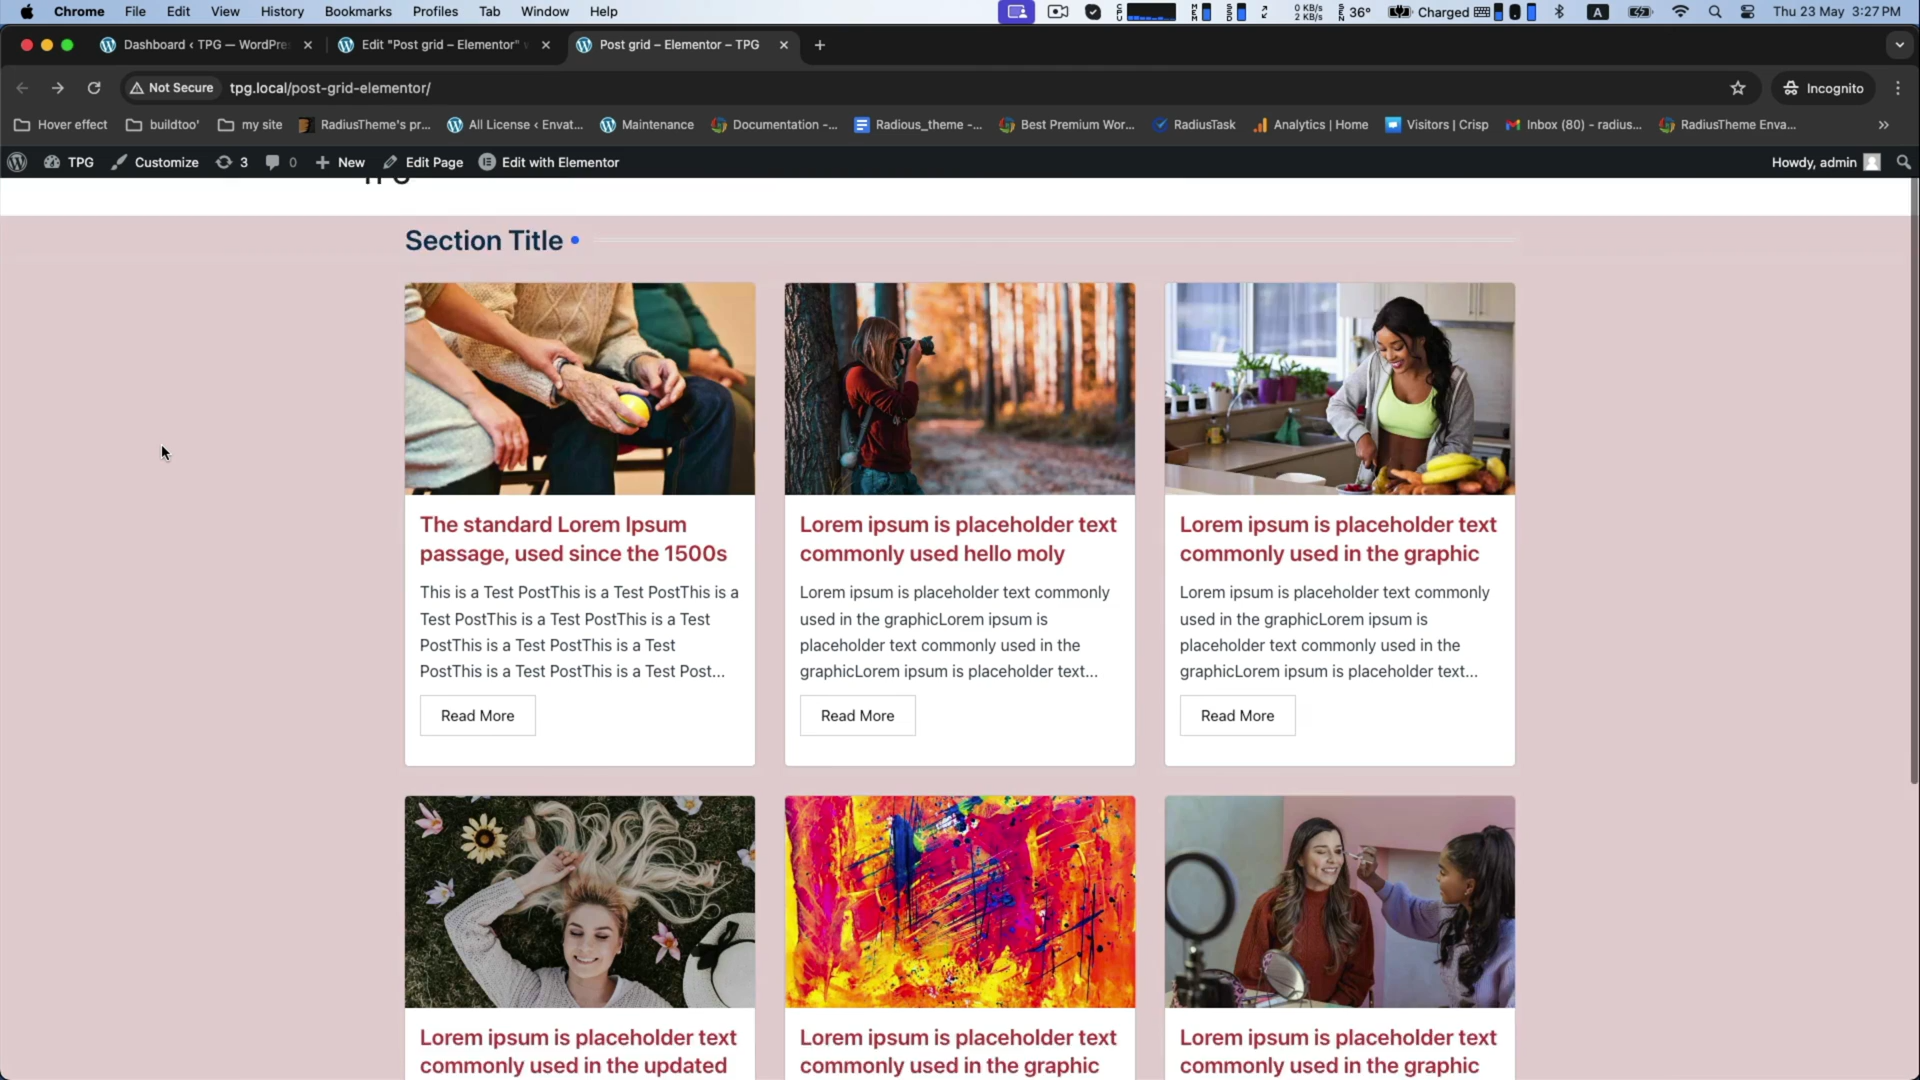 Chrome File Edit View History Bookmarks Profiles Tab Window Help
0 KB/s
2 KB/s
36° Charged A Thu 23 May 3:27 PM
Dashboard ‹ TPG — WordPre
Edit "Post grid – Elementor"
Post grid – Elementor – TPG
Not Secure tpg.local/post-grid-elementor/ Incognito
Hover effect buildtoo' my site RadiusTheme's pr... All License ‹ Envat... Maintenance Documentation -... Radious_theme -... Best Premium Wor... RadiusTask Analytics | Home Visitors | Crisp Inbox (80) - radius... RadiusTheme Enva... »
TPG Customize 3 0 New Edit Page Edit with Elementor Howdy, admin
TPG
Section Title
The standard Lorem Ipsum
passage, used since the 1500s
This is a Test PostThis is a Test PostThis is a
Test PostThis is a Test PostThis is a Test
PostThis is a Test PostThis is a Test
PostThis is a Test PostThis is a Test Post...
Read More
Lorem ipsum is placeholder text
commonly used hello moly
Lorem ipsum is placeholder text commonly
used in the graphicLorem ipsum is
placeholder text commonly used in the
graphicLorem ipsum is placeholder text...
Read More
Lorem ipsum is placeholder text
commonly used in the graphic
Lorem ipsum is placeholder text commonly
used in the graphicLorem ipsum is
placeholder text commonly used in the
graphicLorem ipsum is placeholder text...
Read More
Lorem ipsum is placeholder text
commonly used in the updated
Lorem ipsum is placeholder text
commonly used in the graphic
Lorem ipsum is placeholder text
commonly used in the graphic